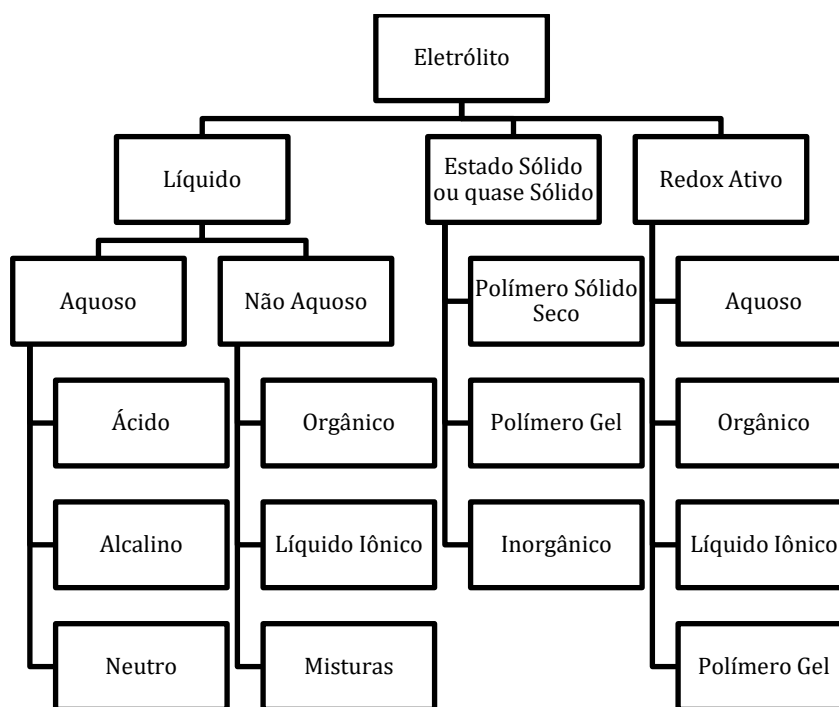 Eletrólito
Líquido
Estado Sólido
ou quase Sólido
Redox Ativo
Aquoso
Não Aquoso
Polímero Sólido
Seco
Aquoso
Ácido
Orgânico
Polímero Gel
Orgânico
Alcalino
Líquido Iônico
Inorgânico
Líquido Iônico
Neutro
Misturas
Polímero Gel